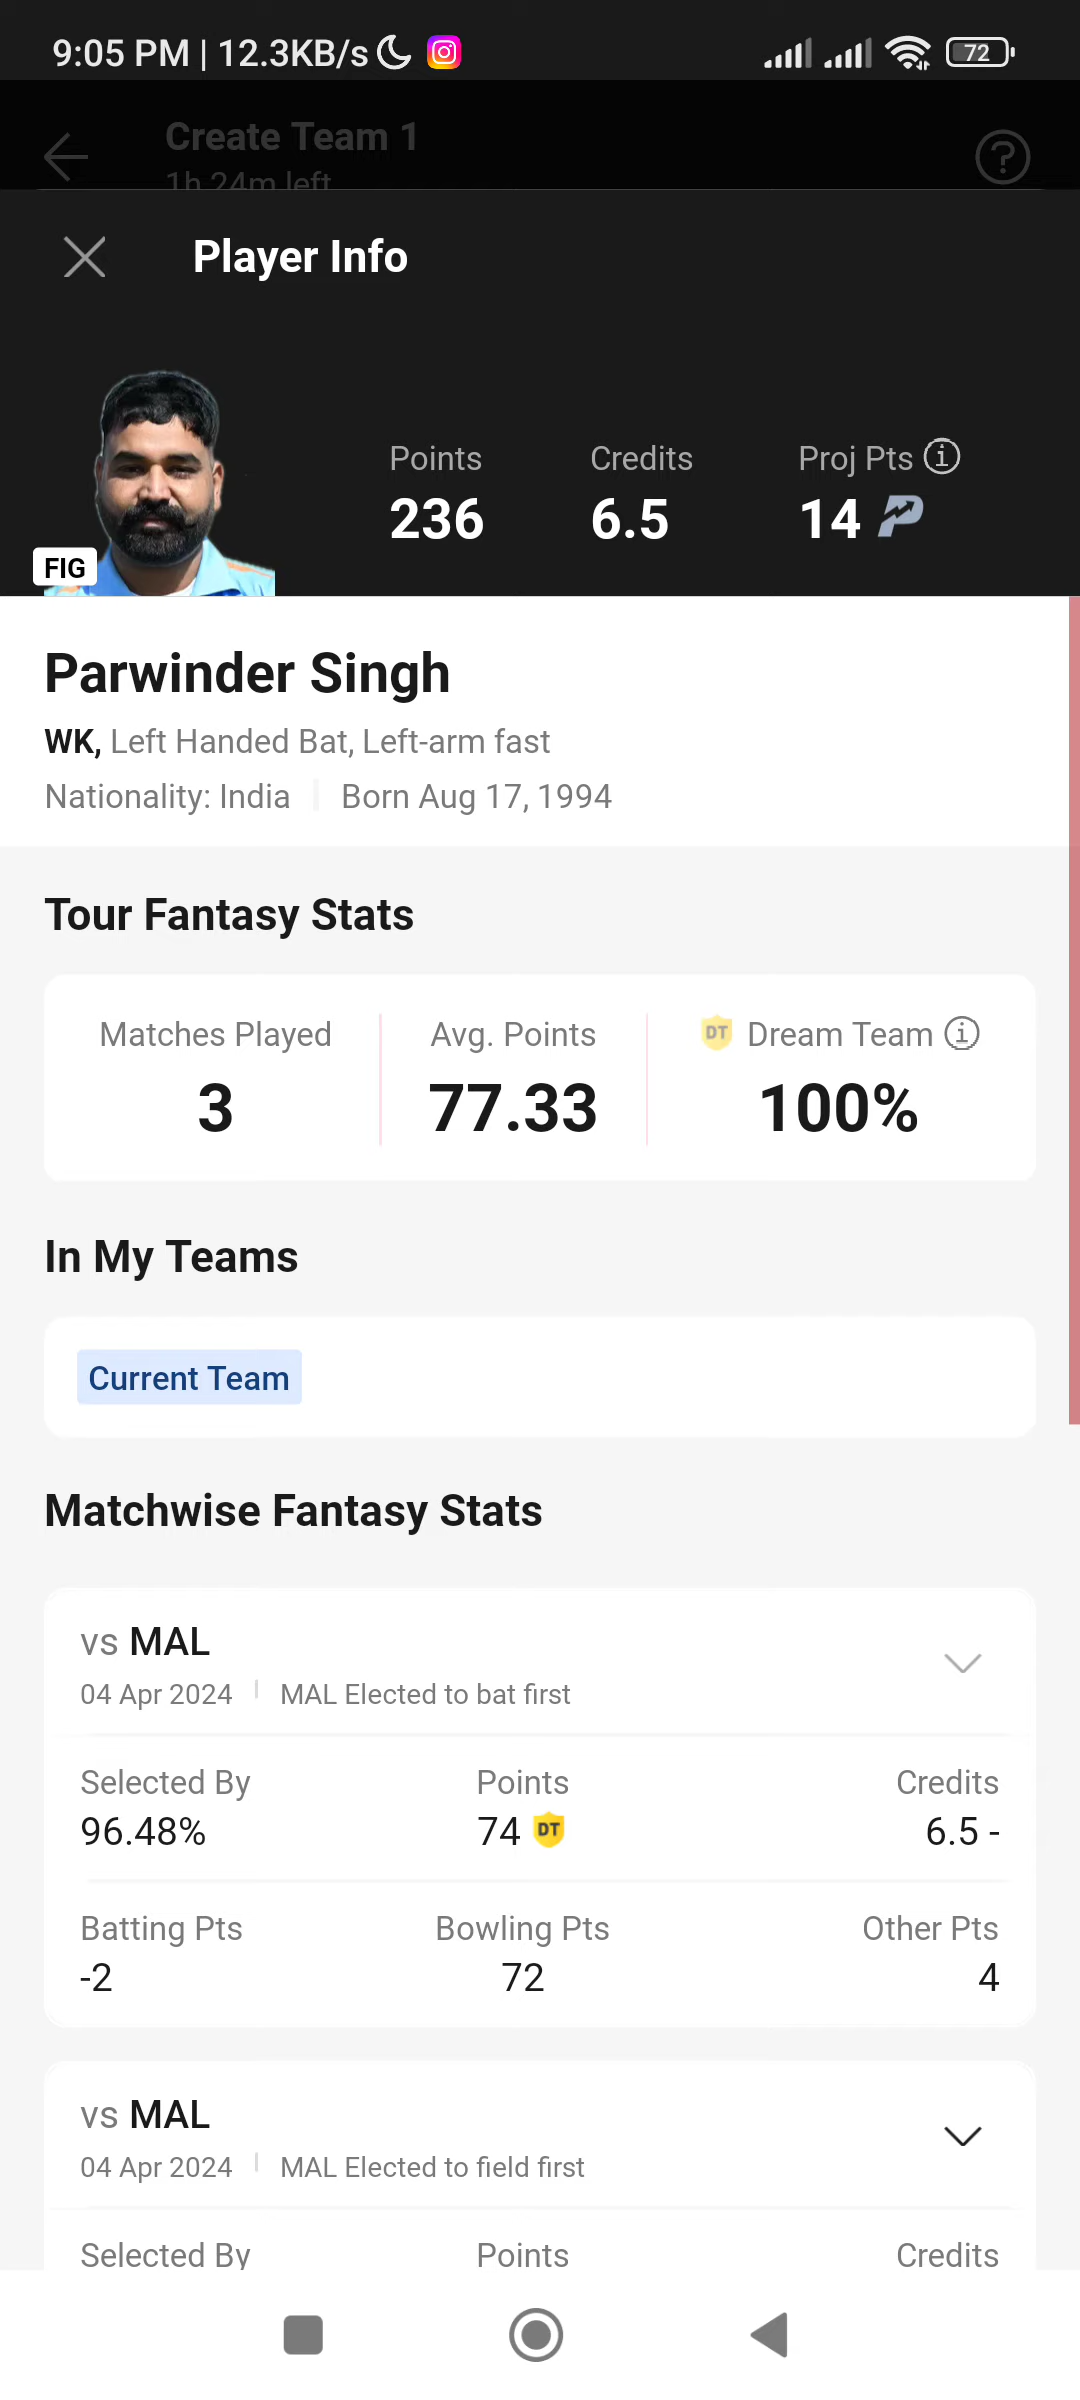 9:05 PM | 12.3KB/s
72
Create Team 1
1h 24m left
Player Info
Points
Credits
Proj Pts
236
6.5
14
FIG
Parwinder Singh
WK, Left Handed Bat, Left-arm fast
Nationality: India
Born Aug 17, 1994
Tour Fantasy Stats
Matches Played
Avg. Points
DT Dream Team
3
77.33
100%
In My Teams
Current Team
Matchwise Fantasy Stats
vs MAL
04 Apr 2024
MAL Elected to bat first
Selected By
Points
Credits
96.48%
74 DT
6.5 -
Batting Pts
Bowling Pts
Other Pts
-2
72
4
vs MAL
04 Apr 2024
MAL Elected to field first
Selected By
Points
Credits